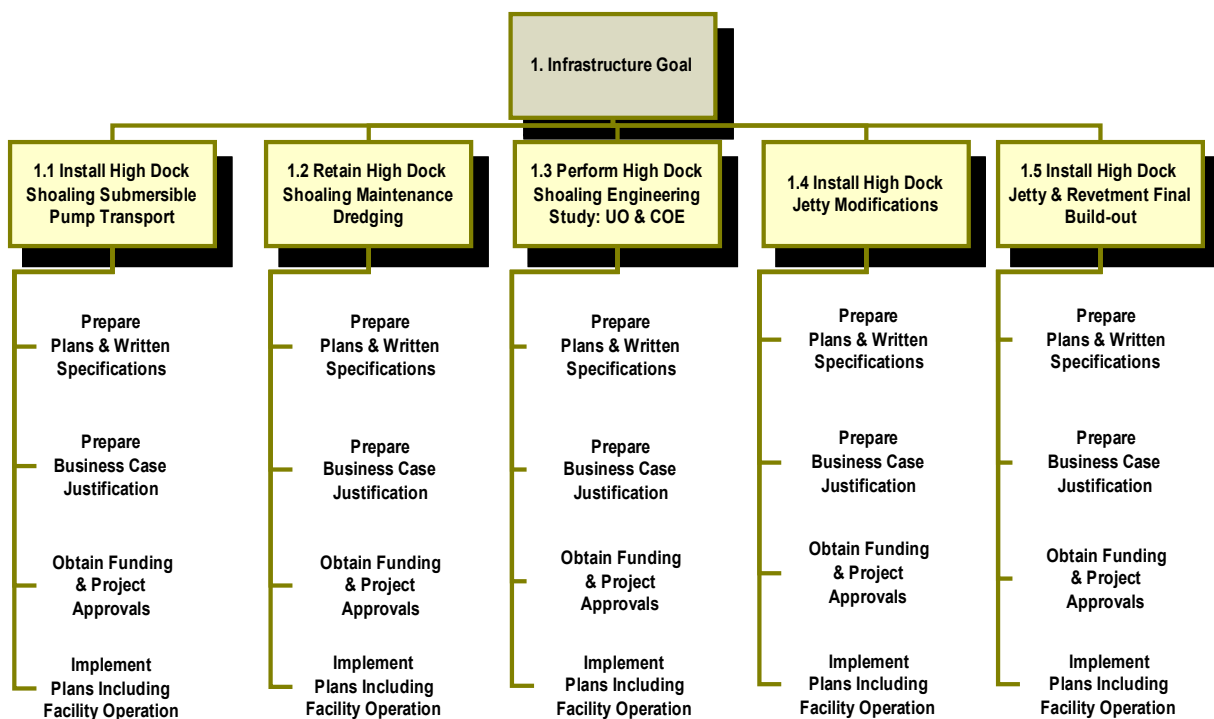 1. Infrastructure Goal
1.1 Install High Dock
Shoaling Submersible
Pump Transport
1.2 Retain High Dock
Shoaling Maintenance
Dredging
1.3 Perform High Dock
Shoaling Engineering
Study: UO & COE
1.4 Install High Dock
Jetty Modifications
1.5 Install High Dock
Jetty & Revetment Final
Build-out
Prepare
Plans & Written
Specifications
Prepare
Business Case
Justification
Obtain Funding
& Project
Approvals
Implement
Plans Including
Facility Operation
Prepare
Plans & Written
Specifications
Prepare
Business Case
Justification
Obtain Funding
& Project
Approvals
Implement
Plans Including
Facility Operation
Prepare
Plans & Written
Specifications
Prepare
Business Case
Justification
Obtain Funding
& Project
Approvals
Implement
Plans Including
Facility Operation
Prepare
Plans & Written
Specifications
Prepare
Business Case
Justification
Obtain Funding
& Project
Approvals
Implement
Plans Including
Facility Operation
Prepare
Plans & Written
Specifications
Prepare
Business Case
Justification
Obtain Funding
& Project
Approvals
Implement
Plans Including
Facility Operation